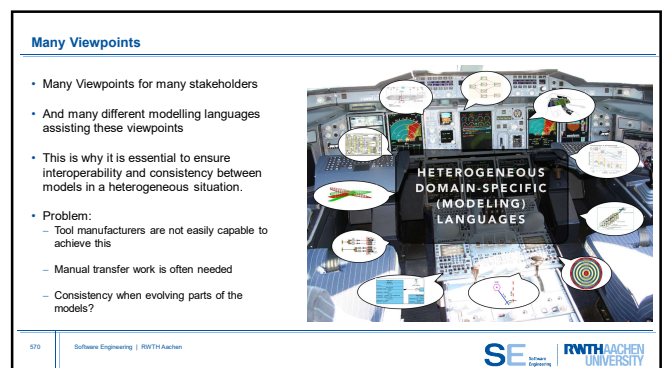 Many Viewpoints
• Many Viewpoints for many stakeholders
• And many different modelling languages
assisting these viewpoints
• This is why it is essential to ensure
interoperability and consistency between
models in a heterogeneous situation.
• Problem:
– Tool manufacturers are not easily capable to
achieve this
– Manual transfer work is often needed
– Consistency when evolving parts of the
models?
HETEROGENEOUS
DOMAIN-SPECIFIC
(MODELING)
LANGUAGES
570
Software Engineering | RWTH Aachen
SE Software
Engineering
RWTHAACHEN
UNIVERSITY